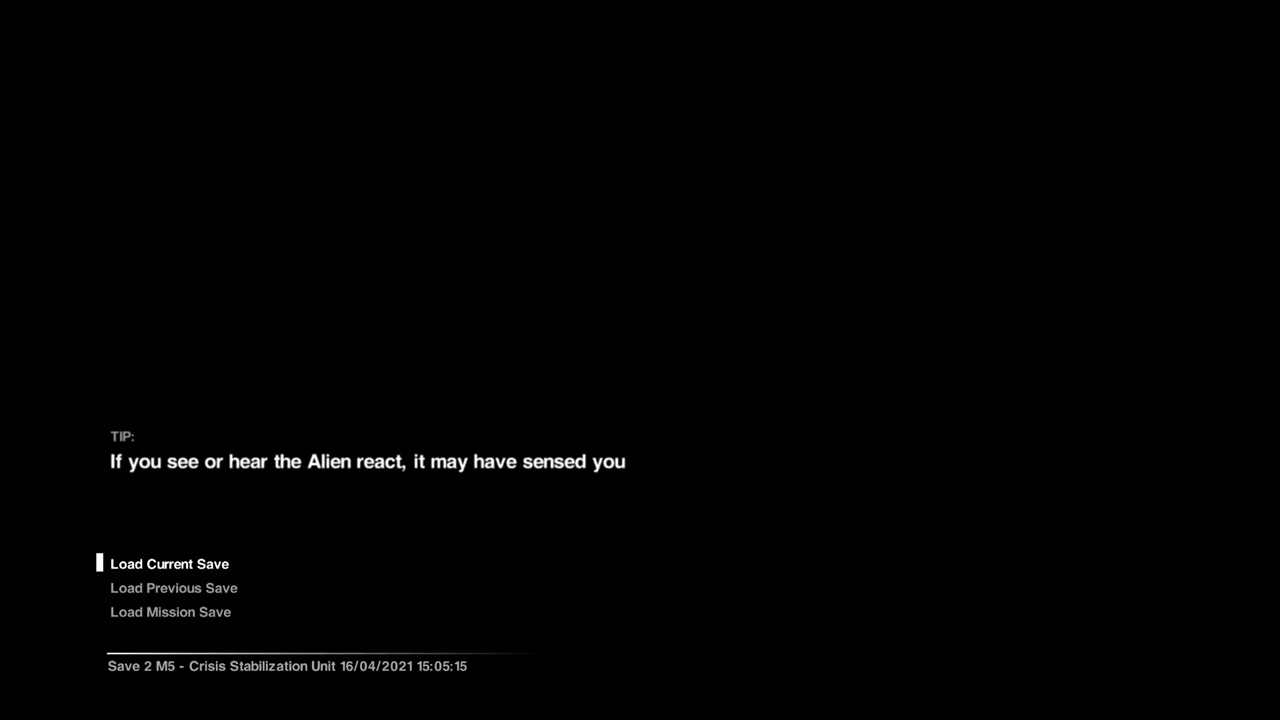 TIP:
If you see or hear the Alien react, it may have sensed you
Load Current Save
Load Previous Save
Load Mission Save
Save 2 M5 - Crisis Stabilization Unit 16/04/2021 15:05:15